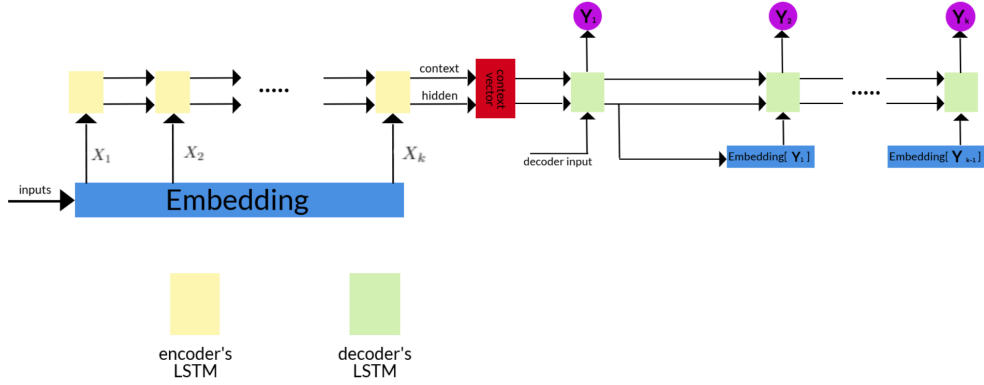 Y1
Y2
Yk
context
hidden
context
vector
.....
.....
X1
X2
Xk
decoder input
Embedding[ Y1 ]
Embedding[ Yk-1 ]
inputs
Embedding
encoder's
LSTM
decoder's
LSTM